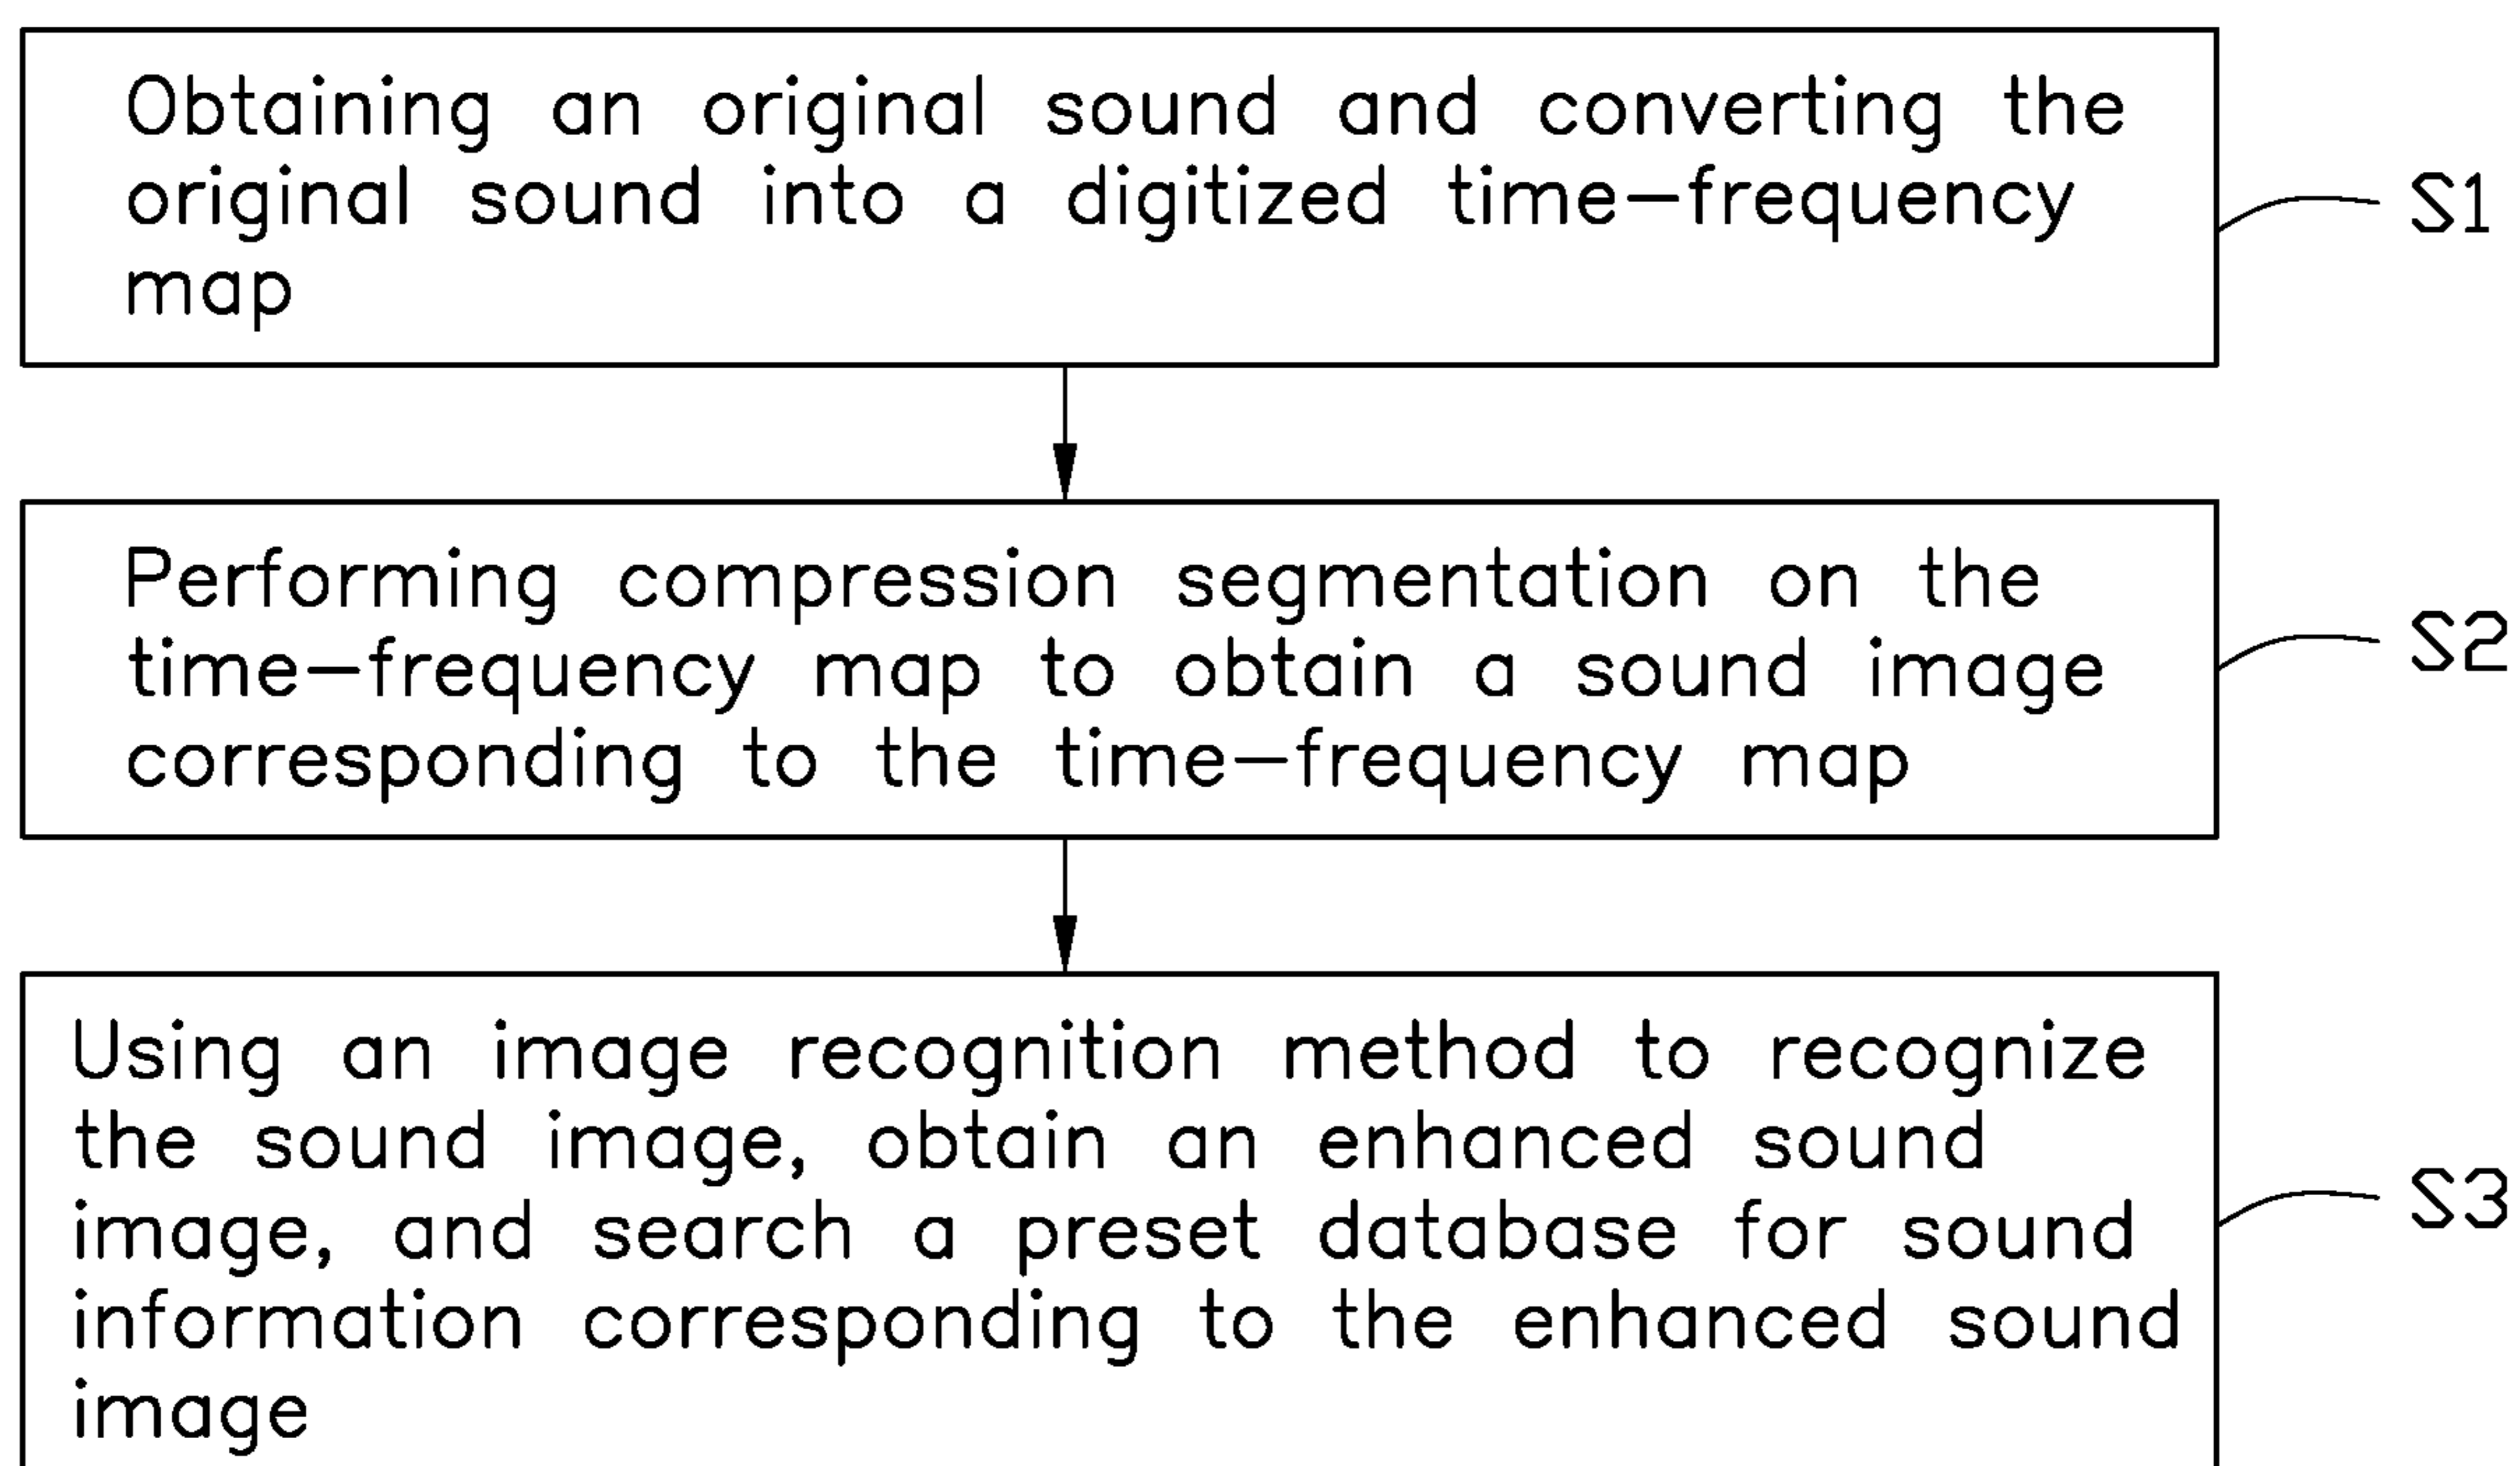 Obtaining an original sound and converting the
original sound into a digitized time–frequency
map
S1
Performing compression segmentation on the
time–frequency map to obtain a sound image
corresponding to the time–frequency map
S2
Using an image recognition method to recognize
the sound image, obtain an enhanced sound
image, and search a preset database for sound
information corresponding to the enhanced sound
image
S3